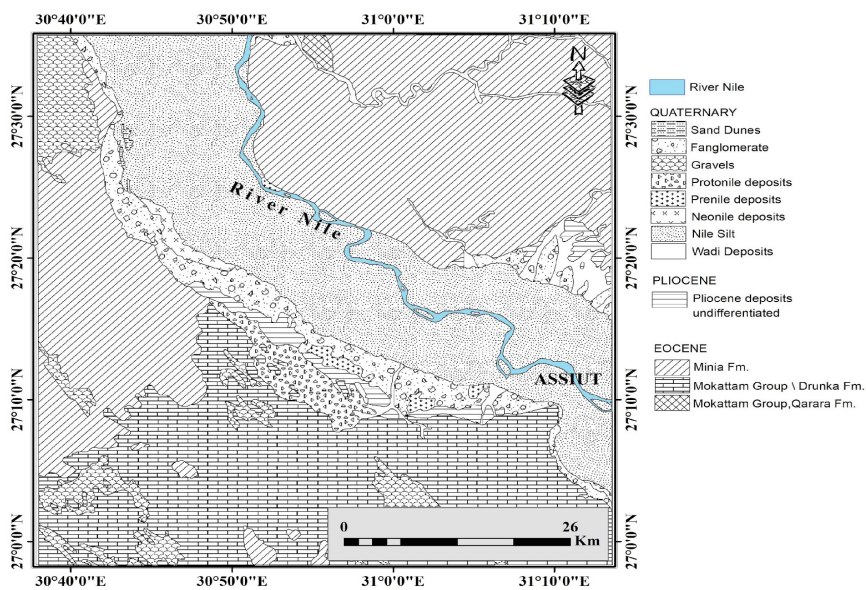 30°40'0"E 30°50'0"E 31°0'0"E 31°10'0"E
27°30'0"N
27°20'0"N
27°10'0"N
27°0'0"N
N
River Nile
ASSIUT
0 26
Km
27°30'0"N
27°20'0"N
27°10'0"N
27°0'0"N
30°40'0"E 30°50'0"E 31°0'0"E 31°10'0"E
River Nile
QUATERNARY
Sand Dunes
Fanglomerate
Gravels
Protonile deposits
Prenile deposits
Neonile deposits
Nile Silt
Wadi Deposits
PLIOCENE
Pliocene deposits
undifferentiated
EOCENE
Minia Fm.
Mokattam Group \ Drunka Fm.
Mokattam Group,Qarara Fm.